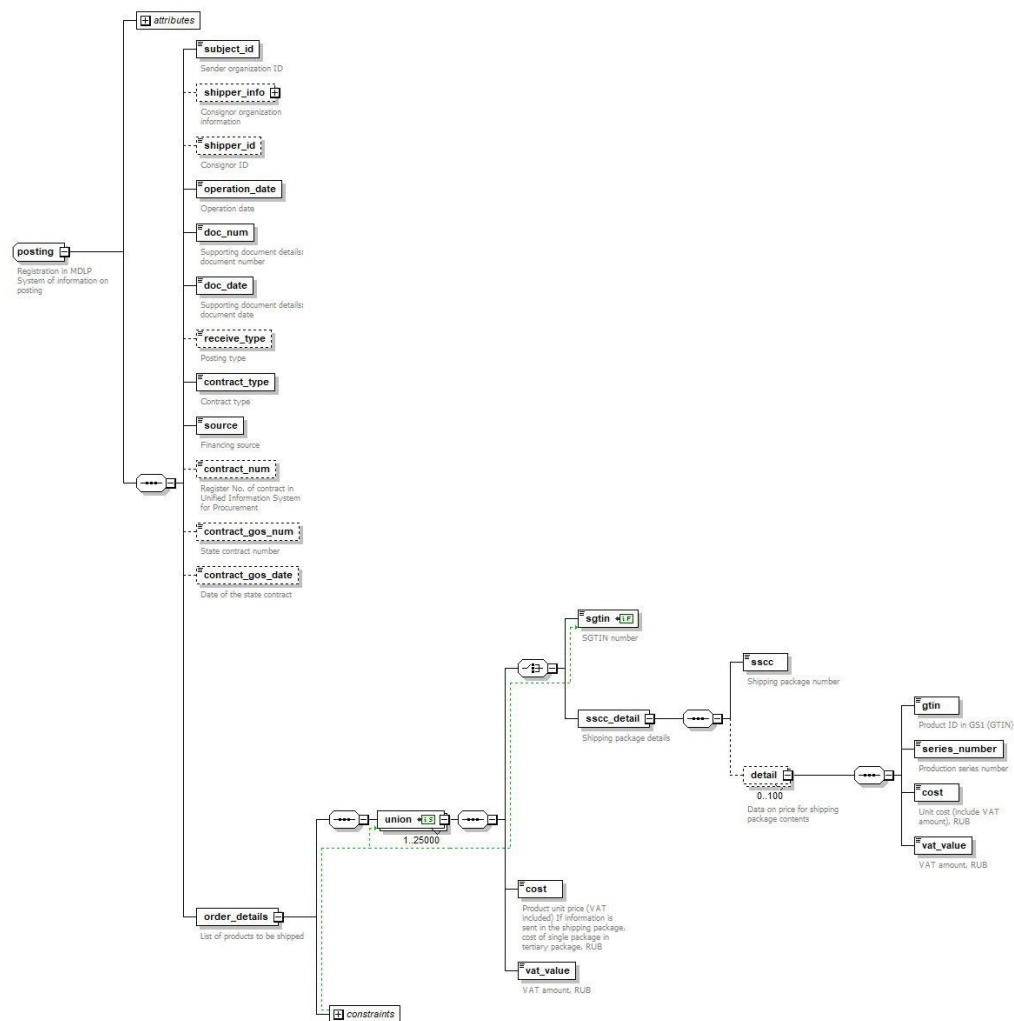 attributes
subject_id
Sender organization ID
shipper_info
Consignor organization
information
shipper_id
Consignor ID
operation_date
Operation date
doc_num
Supporting document details:
document number
posting
Registration in MDLP
System of information on
posting
doc_date
Supporting document details:
document date
receive_type
Posting type
contract_type
Contract type
source
Financing source
contract_num
Register No. of contract in
Unified Information System
for Procurement
contract_gos_num
State contract number
contract_gos_date
Date of the state contract
sgtin
SGTIN number
sscc
Shipping package number
sscc_detail
Shipping package details
gtin
Product ID in GS1 (GTIN)
series_number
Production series number
detail
0..100
Data on price for shipping
package contents
cost
Unit cost (include VAT
amount), RUB
vat_value
VAT amount, RUB
union
1..25000
cost
Product unit price (VAT
included) If information is
sent in the shipping package,
cost of single package in
tertiary package, RUB
order_details
List of products to be shipped
vat_value
VAT amount, RUB
constraints